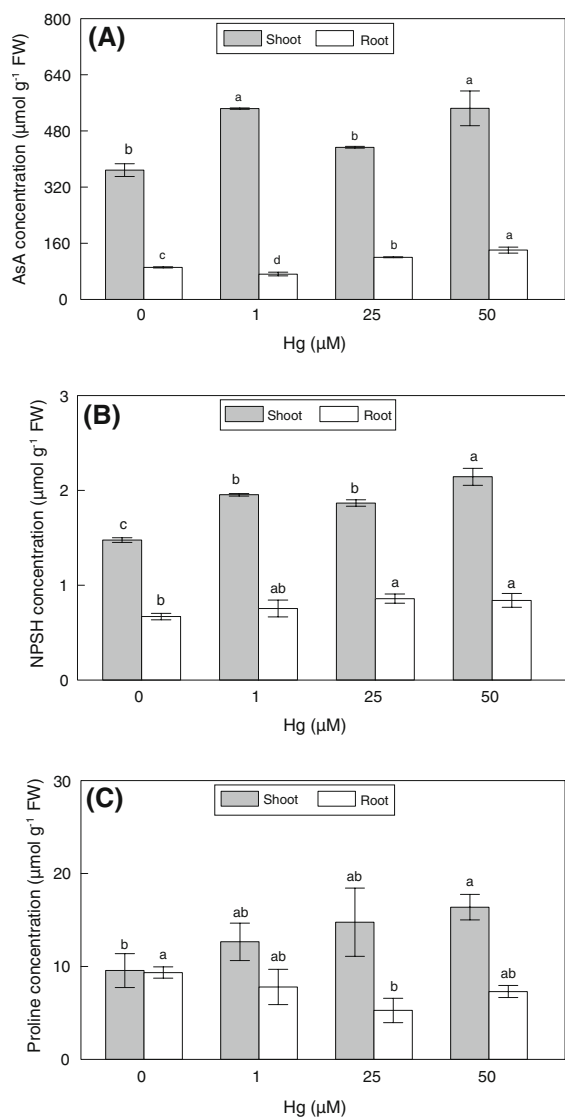 (A)
Shoot Root
AsA concentration (µmol g⁻¹ FW)
800
640
480
320
160
0
b
c
a
d
b
b
a
a
0 1 25 50
Hg (µM)
(B)
Shoot Root
NPSH concentration (µmol g⁻¹ FW)
3
2
1
0
c
b
b
ab
b
a
a
a
0 1 25 50
Hg (µM)
(C)
Shoot Root
Proline concentration (µmol g⁻¹ FW)
30
20
10
0
b
a
ab
ab
ab
b
a
ab
0 1 25 50
Hg (µM)